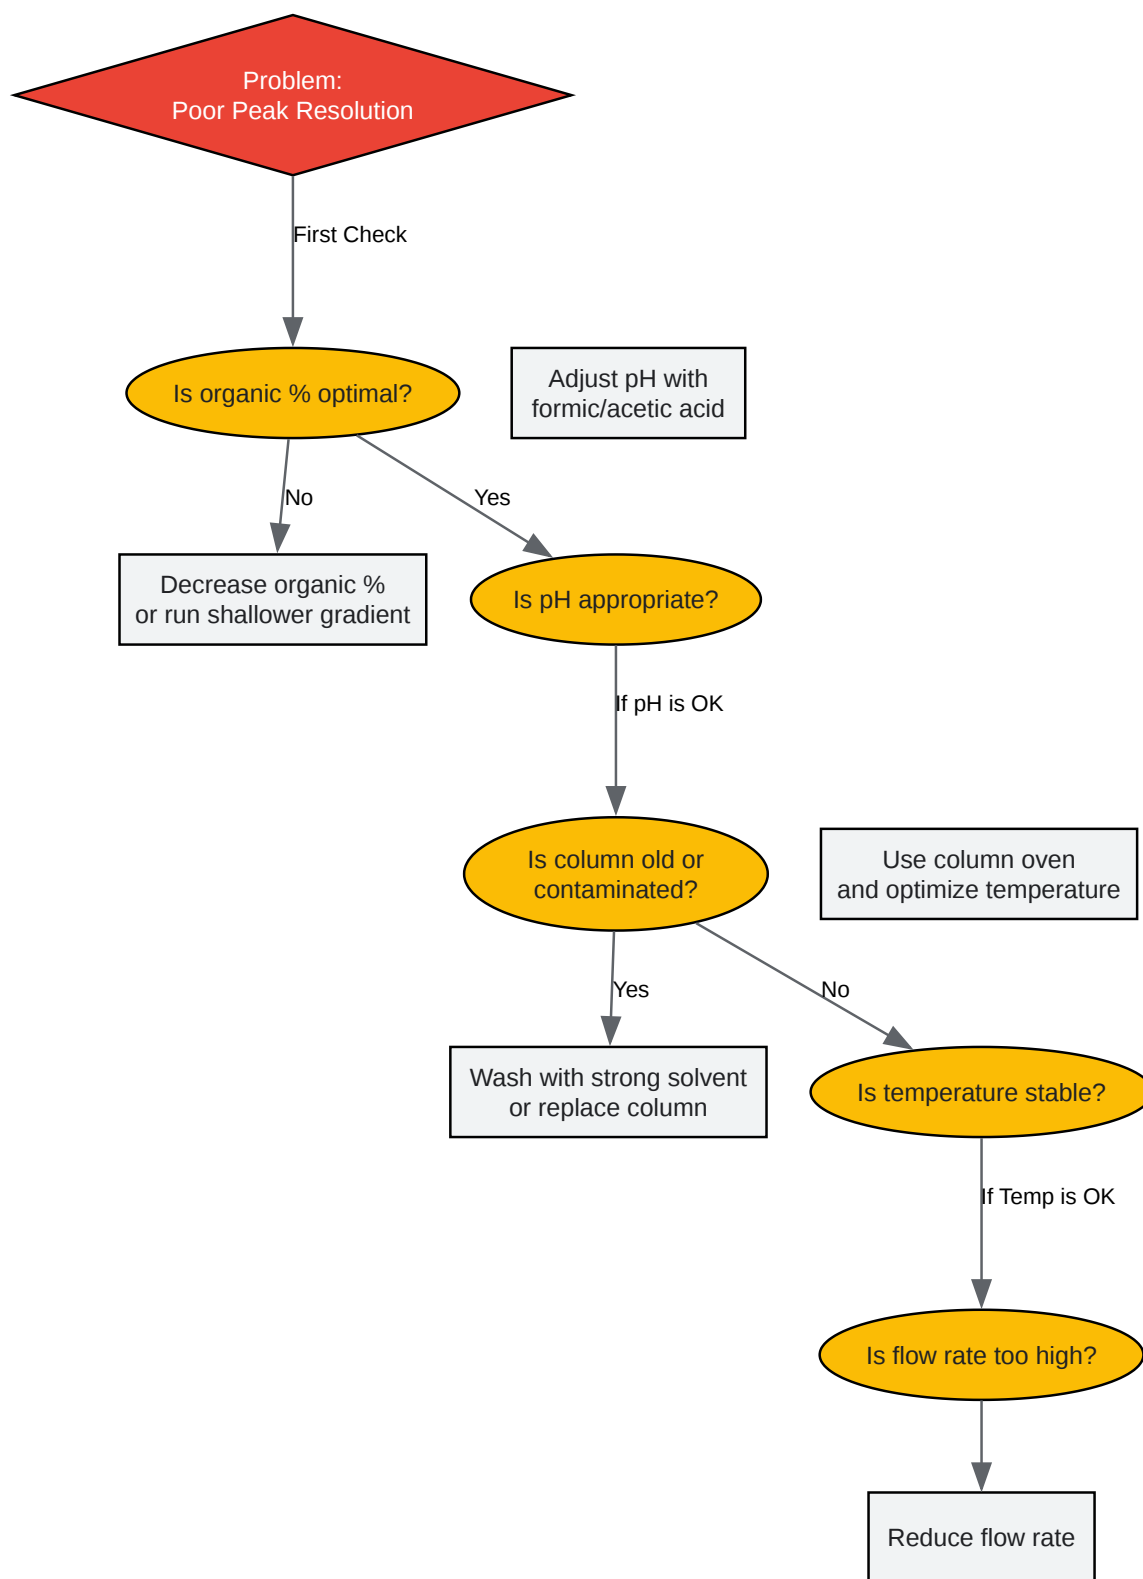 Problem:
Poor Peak Resolution
First Check
Is organic % optimal?
Adjust pH with
formic/acetic acid
No
Yes
Decrease organic %
or run shallower gradient
Is pH appropriate?
If pH is OK
Is column old or
contaminated?
Use column oven
and optimize temperature
Yes
No
Wash with strong solvent
or replace column
Is temperature stable?
If Temp is OK
Is flow rate too high?
Reduce flow rate